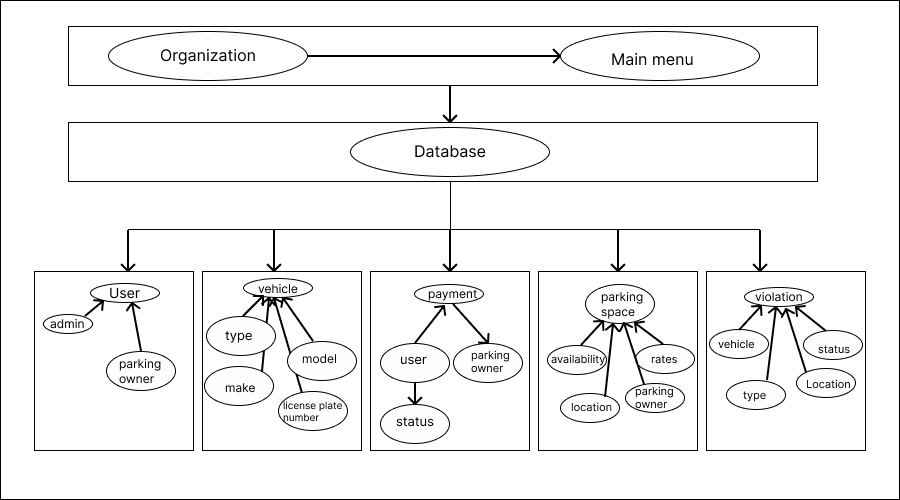 Organization
Main menu
Database
User
admin
parking
owner
vehicle
type
model
make
license plate
number
payment
user
parking
owner
status
parking
space
availability
rates
location
parking
owner
violation
vehicle
status
type
Location